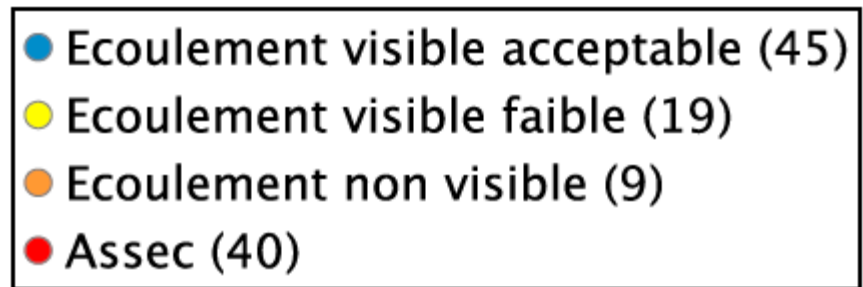 Ecoulement visible acceptable (45)
Ecoulement visible faible (19)
Ecoulement non visible (9)
Assec (40)